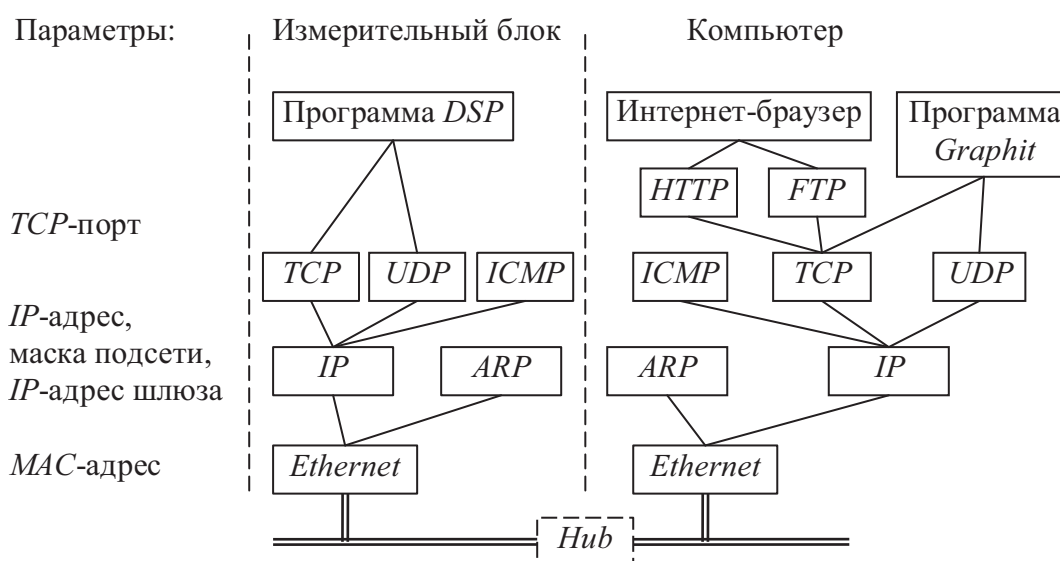 Параметры:
Измерительный блок
Компьютер
Программа DSP
Интернет-браузер
Программа
Graphit
HTTP
FTP
TCP-порт
TCP
UDP
ICMP
ICMP
TCP
UDP
IP-адрес,
маска подсети,
IP-адрес шлюза
IP
ARP
ARP
IP
MAC-адрес
Ethernet
Ethernet
Hub